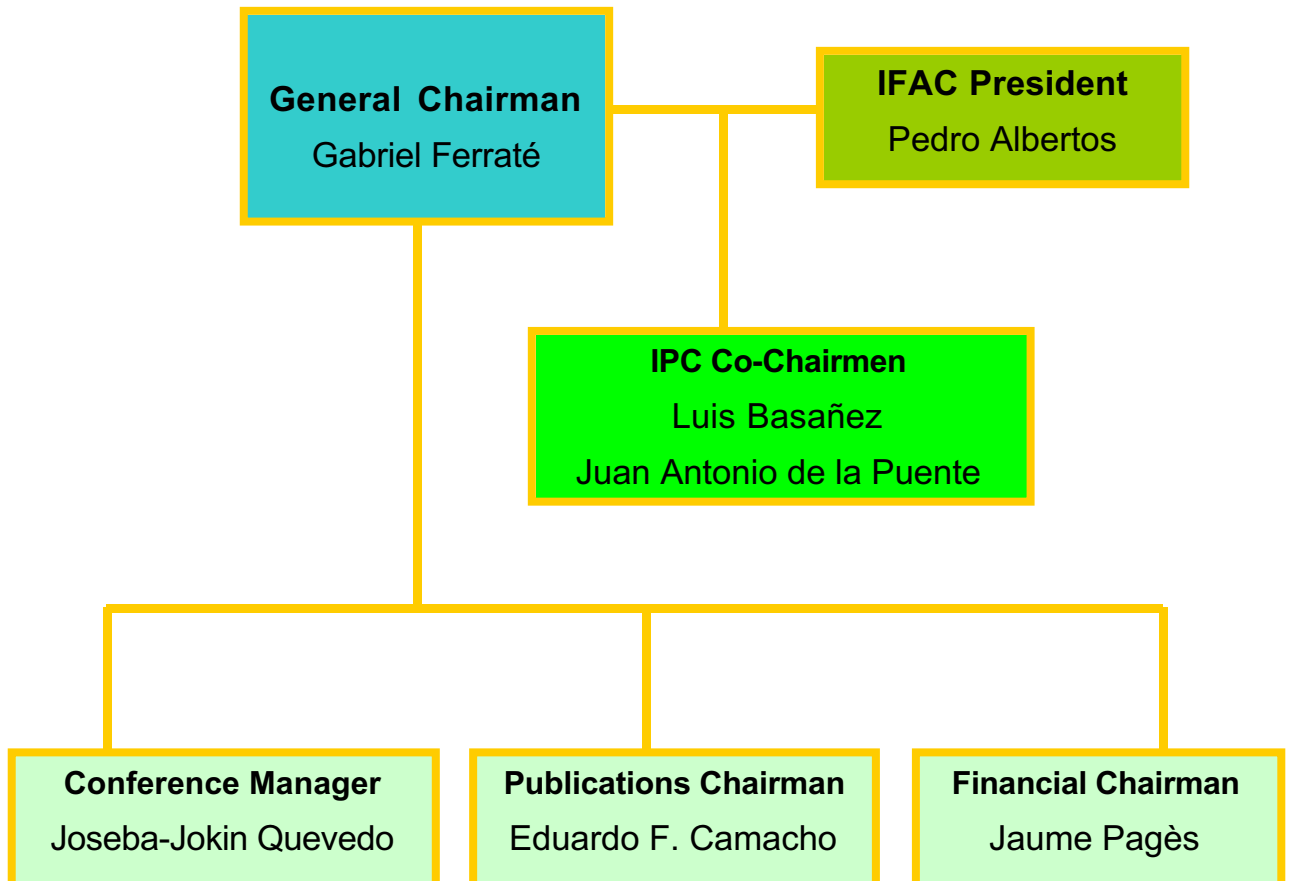 General Chairman
Gabriel Ferraté
IFAC President
Pedro Albertos
IPC Co-Chairmen
Luis Basañez
Juan Antonio de la Puente
Conference Manager
Joseba-Jokin Quevedo
Publications Chairman
Eduardo F. Camacho
Financial Chairman
Jaume Pagès